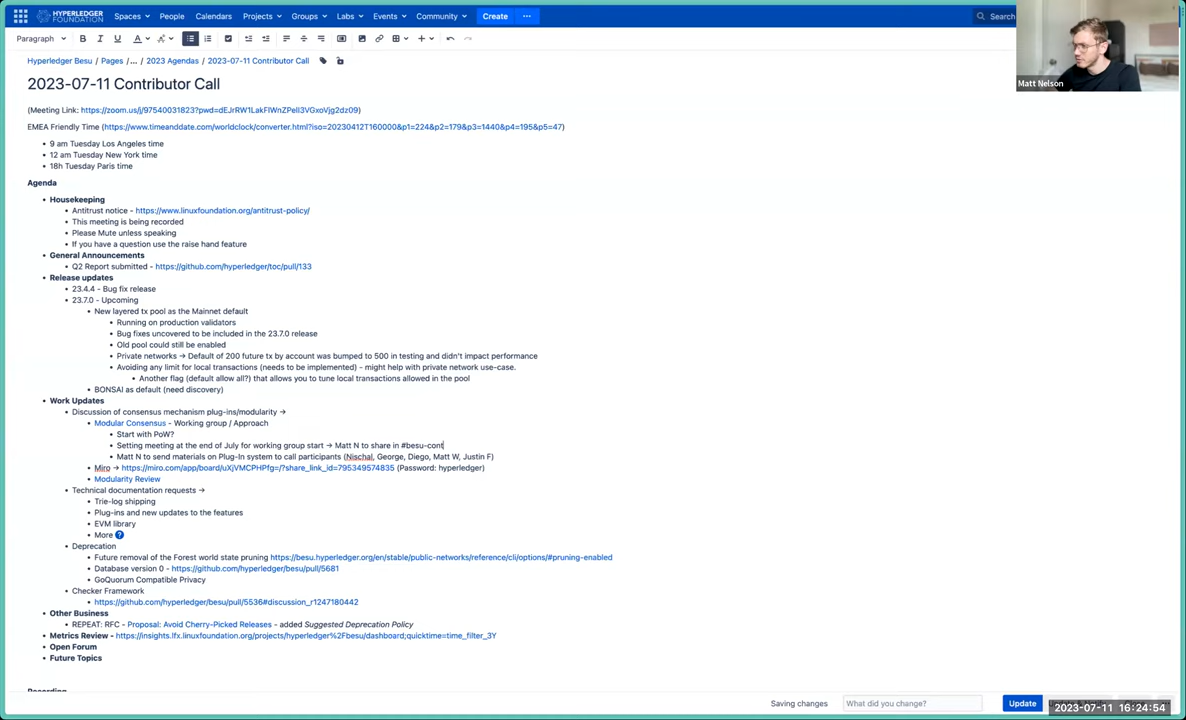 HYPERLEDGER
FOUNDATION
Spaces People Calendars Projects Groups Labs Events Community Create ... Search
Paragraph B I U A
Hyperledger Besu / Pages /... / 2023 Agendas / 2023-07-11 Contributor Call
2023-07-11 Contributor Call
Matt Nelson
(Meeting Link: https://zoom.us/j/97540031823?pwd=dEJrRW1LakFlWnZPell3VGxoVjg2dz09)
EMEA Friendly Time (https://www.timeanddate.com/worldclock/converter.html?iso=20230412T160000&p1=224&p2=179&p3=1440&p4=195&p5=47)
• 9 am Tuesday Los Angeles time
• 12 am Tuesday New York time
• 18h Tuesday Paris time
Agenda
• Housekeeping
• Antitrust notice - https://www.linuxfoundation.org/antitrust-policy/
• This meeting is being recorded
• Please Mute unless speaking
• If you have a question use the raise hand feature
• General Announcements
• Q2 Report submitted - https://github.com/hyperledger/toc/pull/133
• Release updates
• 23.4.4 - Bug fix release
• 23.7.0 - Upcoming
• New layered tx pool as the Mainnet default
• Running on production validators
• Bug fixes uncovered to be included in the 23.7.0 release
• Old pool could still be enabled
• Private networks → Default of 200 future tx by account was bumped to 500 in testing and didn't impact performance
• Avoiding any limit for local transactions (needs to be implemented) - might help with private network use-case.
• Another flag (default allow all?) that allows you to tune local transactions allowed in the pool
• BONSAI as default (need discovery)
• Work Updates
• Discussion of consensus mechanism plug-ins/modularity →
• Modular Consensus - Working group / Approach
• Start with PoW?
• Setting meeting at the end of July for working group start → Matt N to share in #besu-cont
• Matt N to send materials on Plug-In system to call participants (Nischal, George, Diego, Matt W, Justin F)
• Miro → https://miro.com/app/board/uXjVMCPHPfg=/?share_link_id=795349574835 (Password: hyperledger)
• Modularity Review
• Technical documentation requests →
• Trie-log shipping
• Plug-ins and new updates to the features
• EVM library
• More ?
• Deprecation
• Future removal of the Forest world state pruning https://besu.hyperledger.org/en/stable/public-networks/reference/cli/options/#pruning-enabled
• Database version 0 - https://github.com/hyperledger/besu/pull/5681
• GoQuorum Compatible Privacy
• Checker Framework
• https://github.com/hyperledger/besu/pull/5536#discussion_r1247180442
• Other Business
• REPEAT: RFC - Proposal: Avoid Cherry-Picked Releases - added Suggested Deprecation Policy
• Metrics Review - https://insights.lfx.linuxfoundation.org/projects/hyperledger%2Fbesu/dashboard;quicktime=time_filter_3Y
• Open Forum
• Future Topics
Recording
Saving changes What did you change? Update
2023-07-11 16:24:54